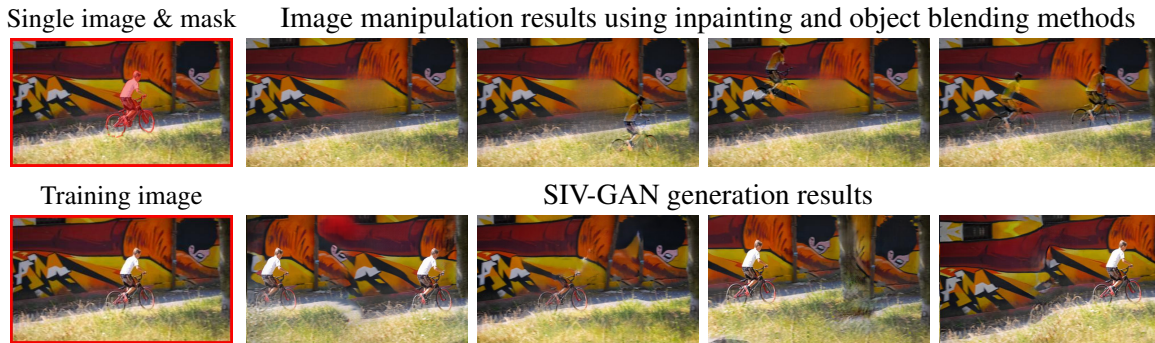 Single image & mask
Image manipulation results using inpainting and object blending methods
Training image
SIV-GAN generation results